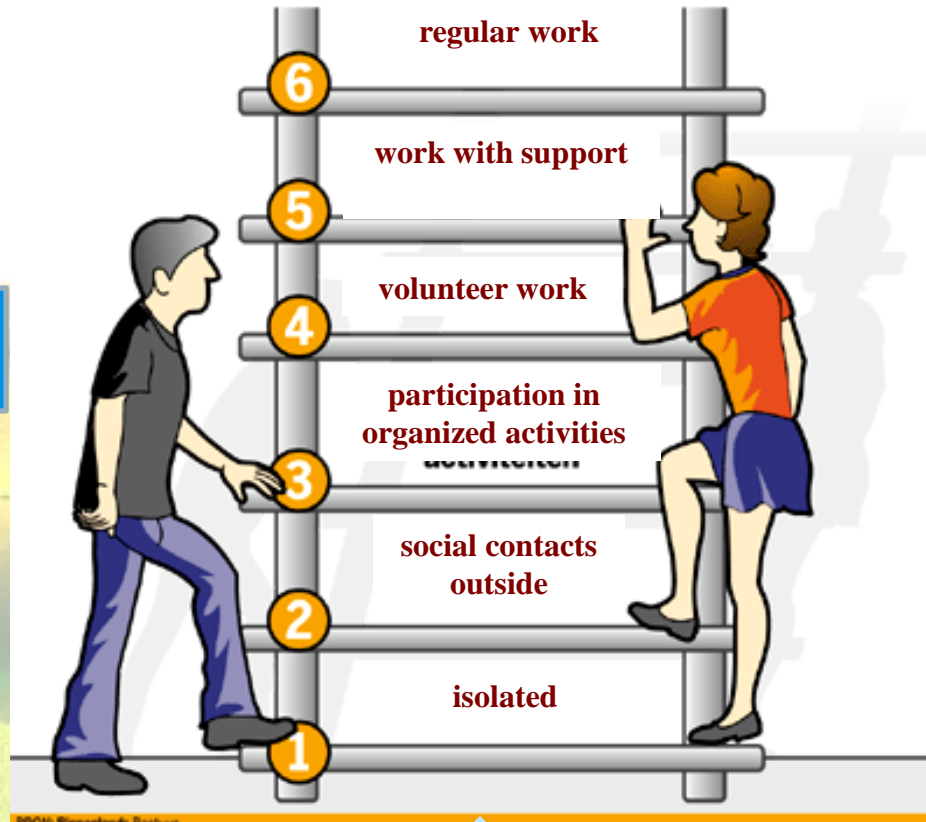 regular work
6
work with support
5
volunteer work
4
participation in
organized activities
activiteiten
3
social contacts
outside
2
isolated
1